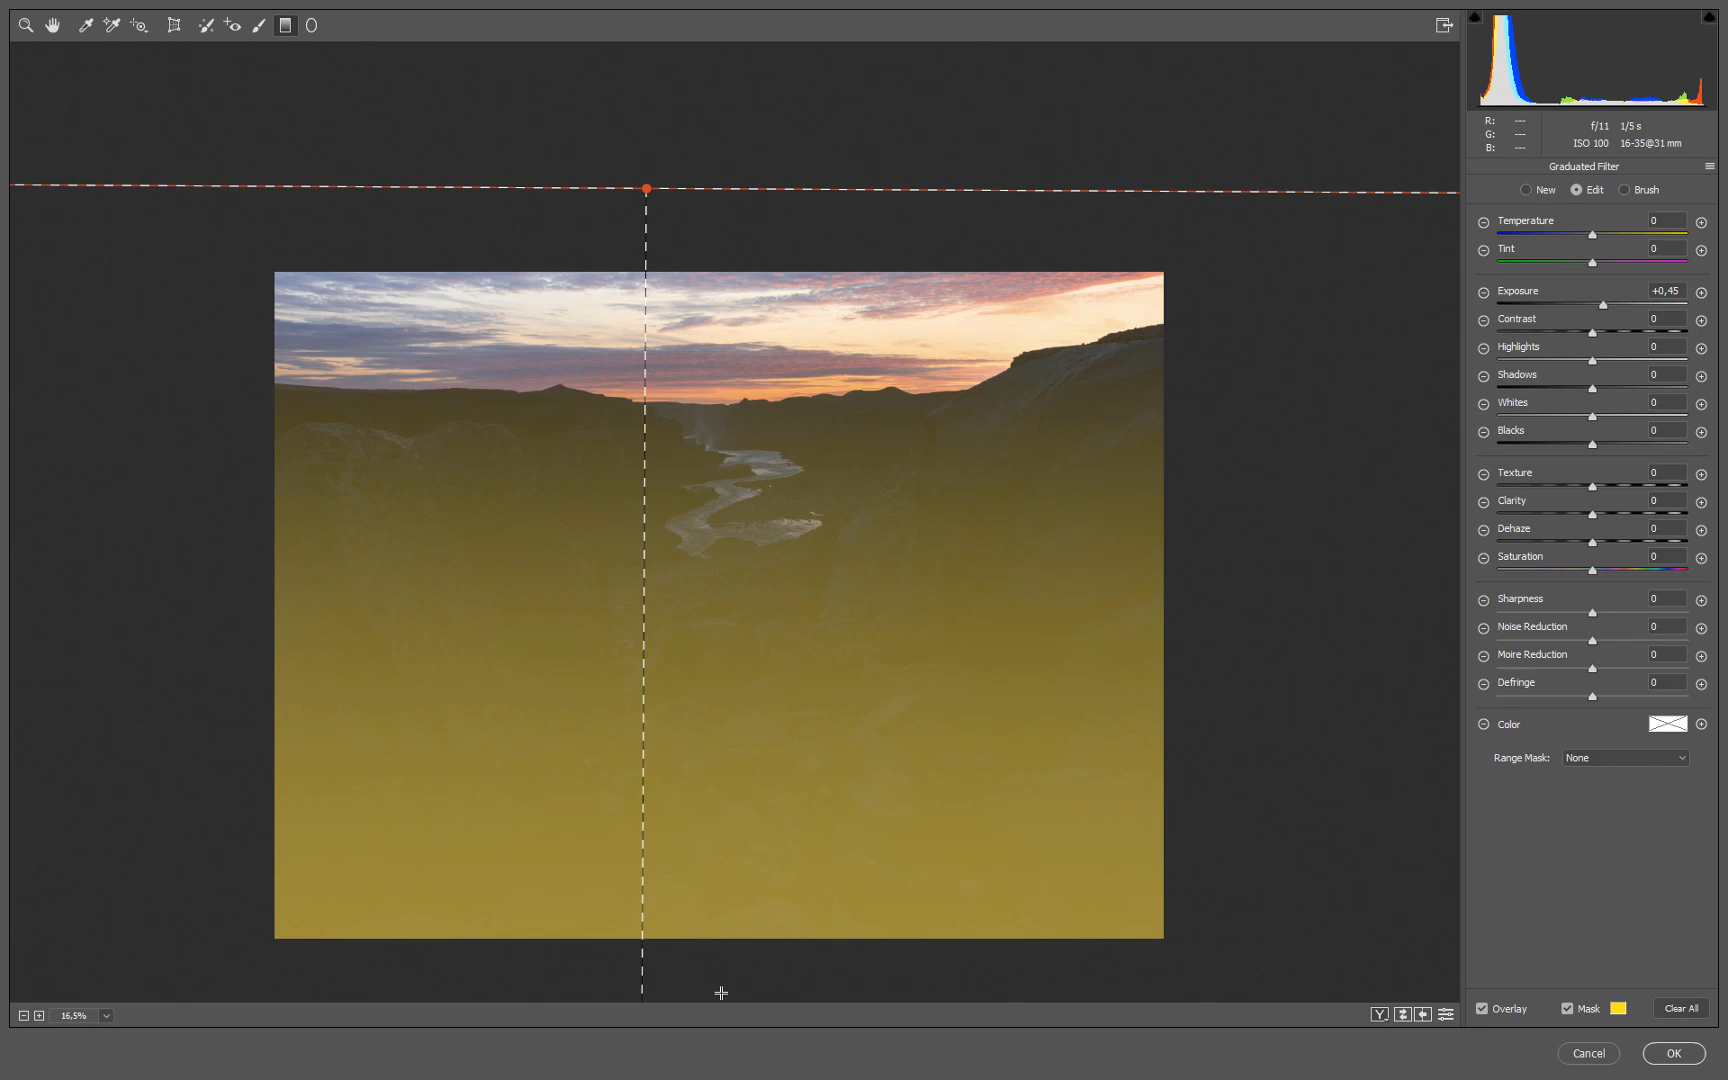 R: ---
G: ---
B: ---
f/11 1/5 s
ISO 100 16-35@31 mm
Graduated Filter
New Edit Brush
Temperature 0
Tint 0
Exposure +0,45
Contrast 0
Highlights 0
Shadows 0
Whites 0
Blacks 0
Texture 0
Clarity 0
Dehaze 0
Saturation 0
Sharpness 0
Noise Reduction 0
Moire Reduction 0
Defringe 0
Color
Range Mask: None
16,5%
Y
Overlay Mask Clear All
Cancel OK